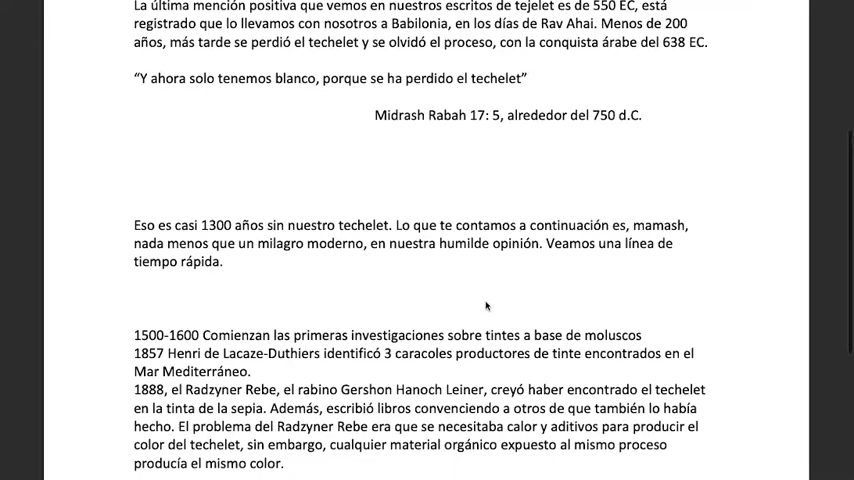 La última mención positiva que vemos en nuestros escritos de tejelet es de 550 EC, está
registrado que lo llevamos con nosotros a Babilonia, en los días de Rav Ahai. Menos de 200
años, más tarde se perdió el techelet y se olvidó el proceso, con la conquista árabe del 638 EC.
“Y ahora solo tenemos blanco, porque se ha perdido el techelet”
Midrash Rabah 17: 5, alrededor del 750 d.C.
Eso es casi 1300 años sin nuestro techelet. Lo que te contamos a continuación es, mamash,
nada menos que un milagro moderno, en nuestra humilde opinión. Veamos una línea de
tiempo rápida.
1500-1600 Comienzan las primeras investigaciones sobre tintes a base de moluscos
1857 Henri de Lacaze-Duthiers identificó 3 caracoles productores de tinte encontrados en el
Mar Mediterráneo.
1888, el Radzyner Rebe, el rabino Gershon Hanoch Leiner, creyó haber encontrado el techelet
en la tinta de la sepia. Además, escribió libros convenciendo a otros de que también lo había
hecho. El problema del Radzyner Rebe era que se necesitaba calor y aditivos para producir el
color del techelet, sin embargo, cualquier material orgánico expuesto al mismo proceso
producía el mismo color.